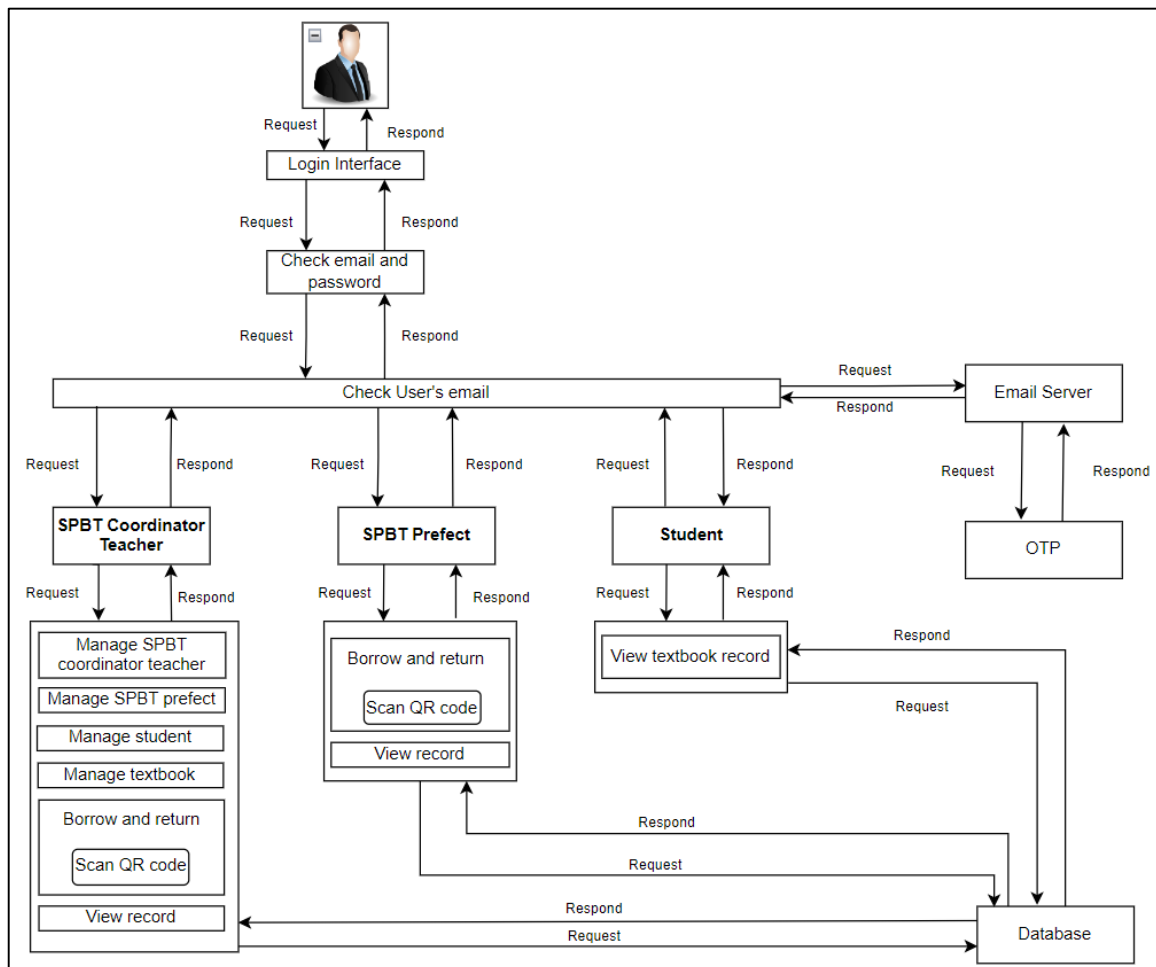 Request
Respond
Login Interface
Request
Respond
Check email and
password
Request
Respond
Check User's email
Request
Respond
Email Server
Request
Respond
Request
Respond
Request
Respond
Request
Respond
SPBT Coordinator
Teacher
SPBT Prefect
Student
OTP
Request
Respond
Request
Respond
Request
Respond
Manage SPBT
coordinator teacher
Manage SPBT prefect
Manage student
Manage textbook
Borrow and return
Scan QR code
View record
Borrow and return
Scan QR code
View record
View textbook record
Respond
Request
Respond
Request
Respond
Request
Database